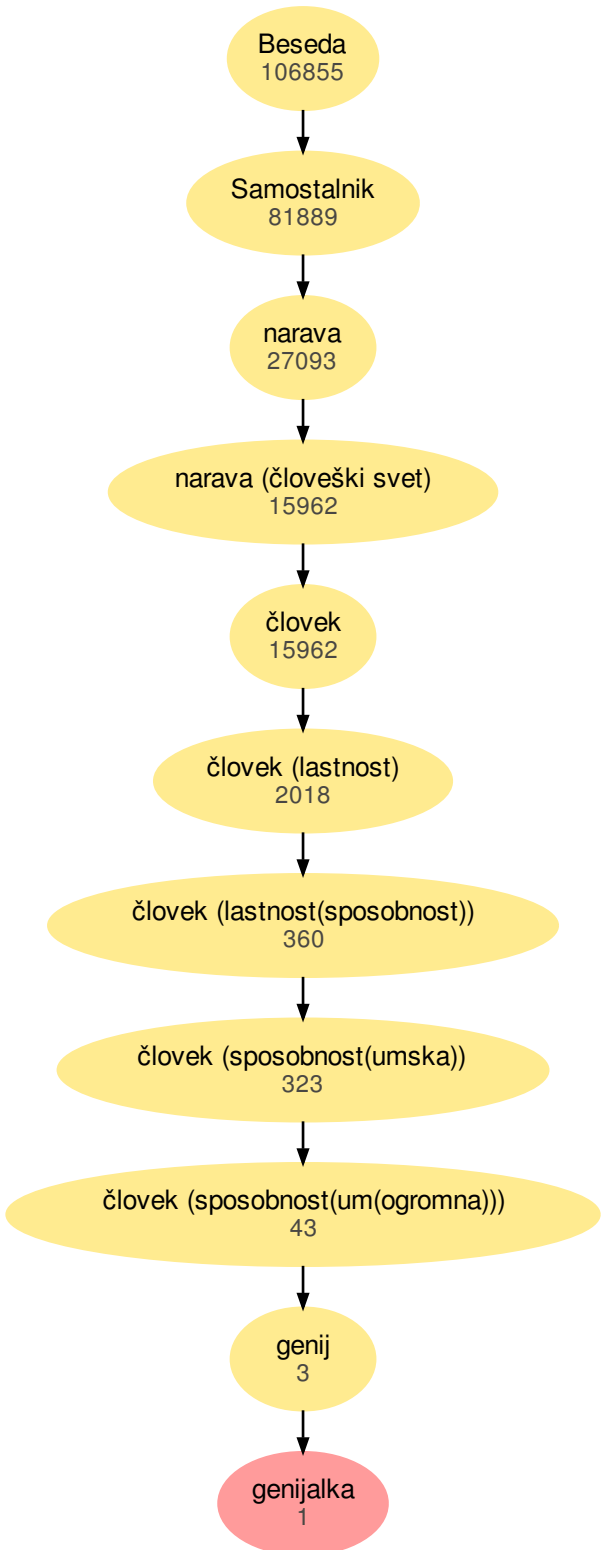 Beseda
106855
Samostalnik
81889
narava
27093
narava (človeški svet)
15962
človek
15962
človek (lastnost)
2018
človek (lastnost(sposobnost))
360
človek (sposobnost(umska))
323
človek (sposobnost(um(ogromna)))
43
genij
3
genijalka
1